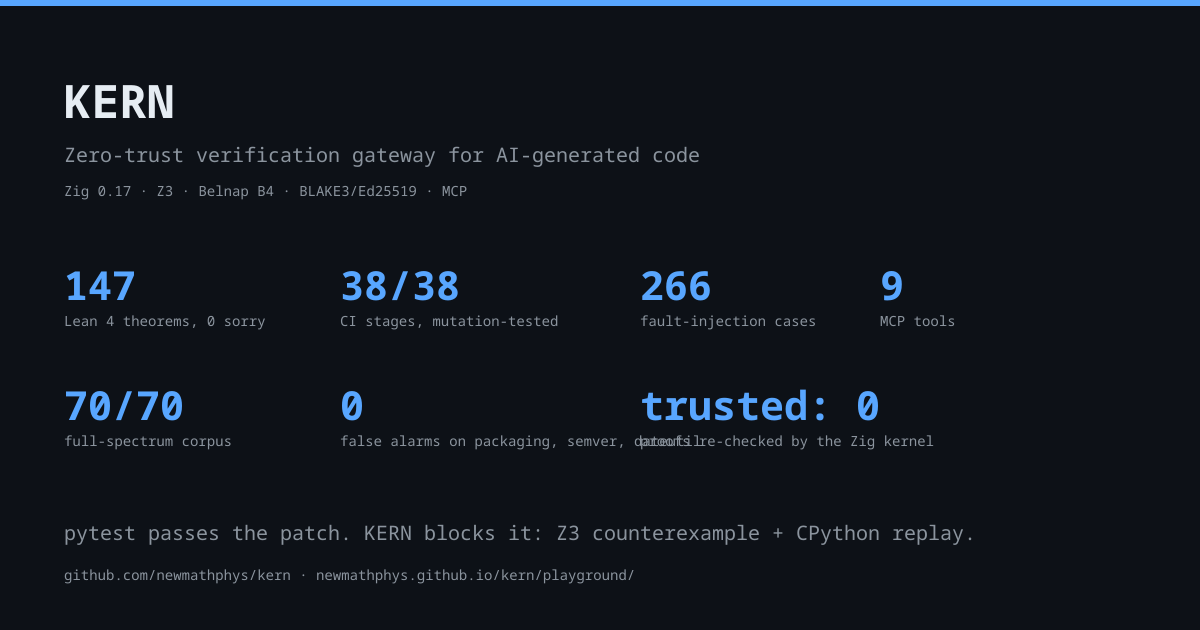 KERN
Zero-trust verification gateway for AI-generated code
Zig 0.17 · Z3 · Belnap B4 · BLAKE3/Ed25519 · MCP
147
Lean 4 theorems, 0 sorry
38/38
CI stages, mutation-tested
266
fault-injection cases
9
MCP tools
70/70
full-spectrum corpus
0
false alarms on packaging, semver, dateutil
trusted: 0
proofs re-checked by the Zig kernel
pytest passes the patch. KERN blocks it: Z3 counterexample + CPython replay.
github.com/newmathphys/kern · newmathphys.github.io/kern/playground/